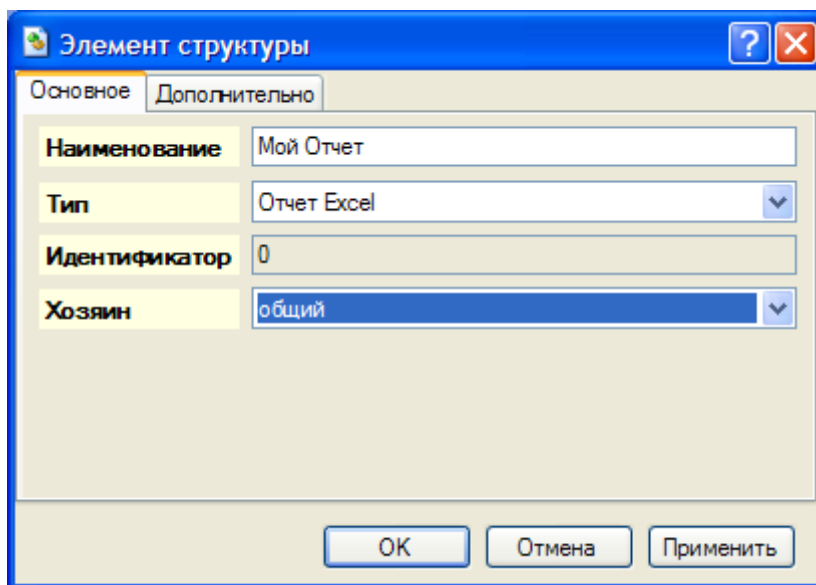 Элемент структуры
Основное Дополнительно
Наименование Мой Отчет
Тип Отчет Excel
Идентификатор 0
Хозяин общий
OK Отмена Применить